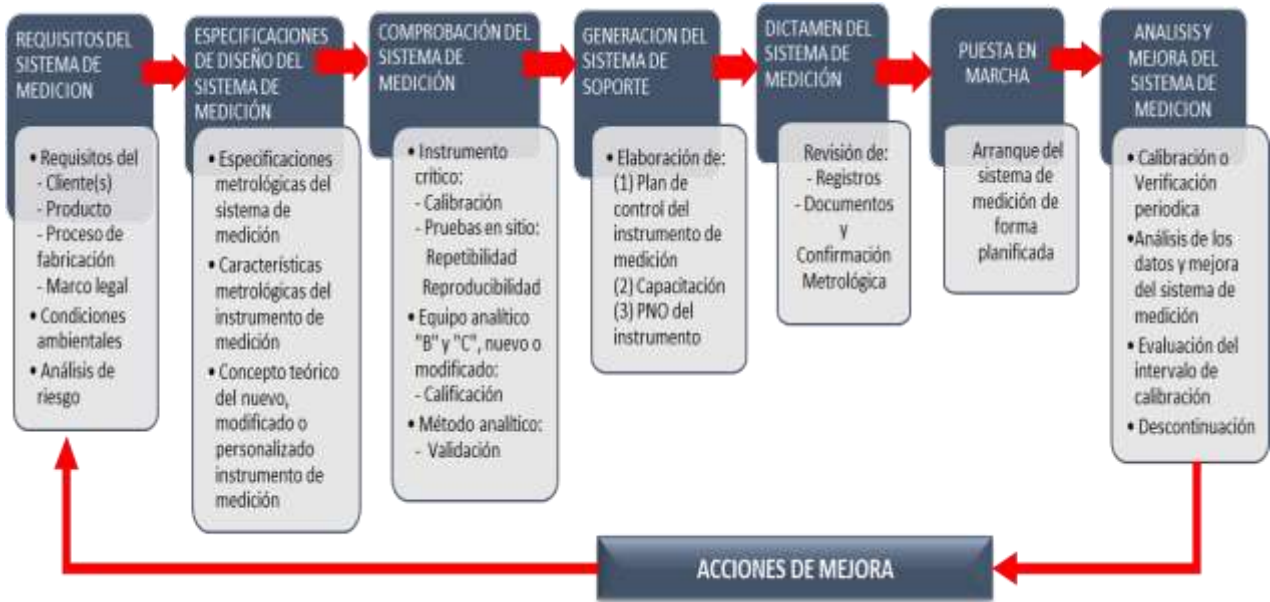 REQUISITOS DEL
SISTEMA DE
MEDICION
• Requisitos del
- Cliente(s)
- Producto
- Proceso de
fabricación
- Marco legal
• Condiciones
ambientales
• Análisis de
riesgo
ESPECIFICACIONES
DE DISEÑO DEL
SISTEMA DE
MEDICIÓN
• Especificaciones
metrológicas del
sistema de
medición
• Características
metrológicas del
instrumento de
medición
• Concepto teórico
del nuevo,
modificado o
personalizado
instrumento de
medición
COMPROBACIÓN DEL
SISTEMA DE
MEDICIÓN
• Instrumento
crítico:
- Calibración
- Pruebas en sitio:
Repetibilidad
Reproducibilidad
• Equipo analítico
"B" y "C", nuevo o
modificado:
- Calificación
• Método analítico:
- Validación
GENERACION DEL
SISTEMA DE
SOPORTE
• Elaboración de:
(1) Plan de
control del
instrumento de
medición
(2) Capacitación
(3) PNO del
instrumento
DICTAMEN DEL
SISTEMA DE
MEDICIÓN
Revisión de:
- Registros
- Documentos
y
Confirmación
Metrológica
PUESTA EN
MARCHA
Arranque del
sistema de
medición de
forma
planificada
ANALISIS Y
MEJORA DEL
SISTEMA DE
MEDICION
• Calibración o
Verificación
periodica
•Análisis de los
datos y mejora
del sistema de
medición
• Evaluación del
intervalo de
calibración
• Descontinuación
ACCIONES DE MEJORA